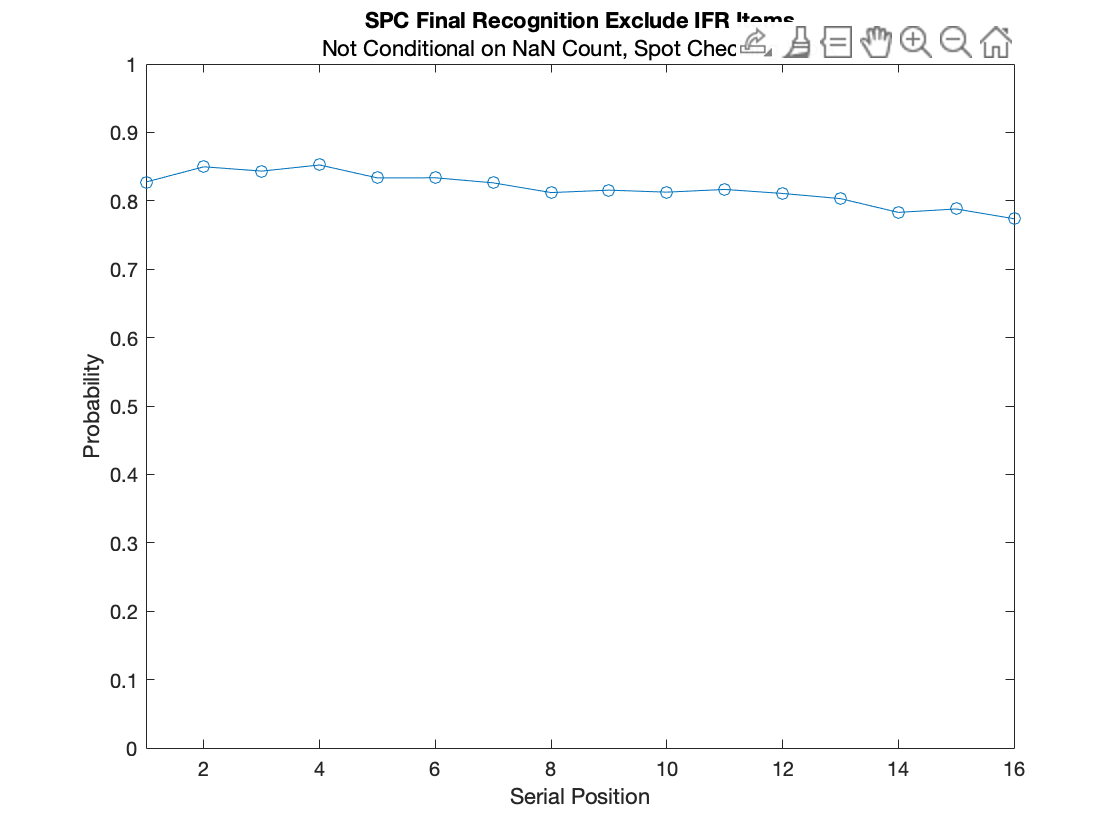 SPC Final Recognition Exclude IFR Items
Not Conditional on NaN Count, Spot
1
0.9
0.8
0.7
0.6
0.5
0.4
0.3
0.2
0.1
0
Probability
2 4 6 8 10 12 14 16
Serial Position